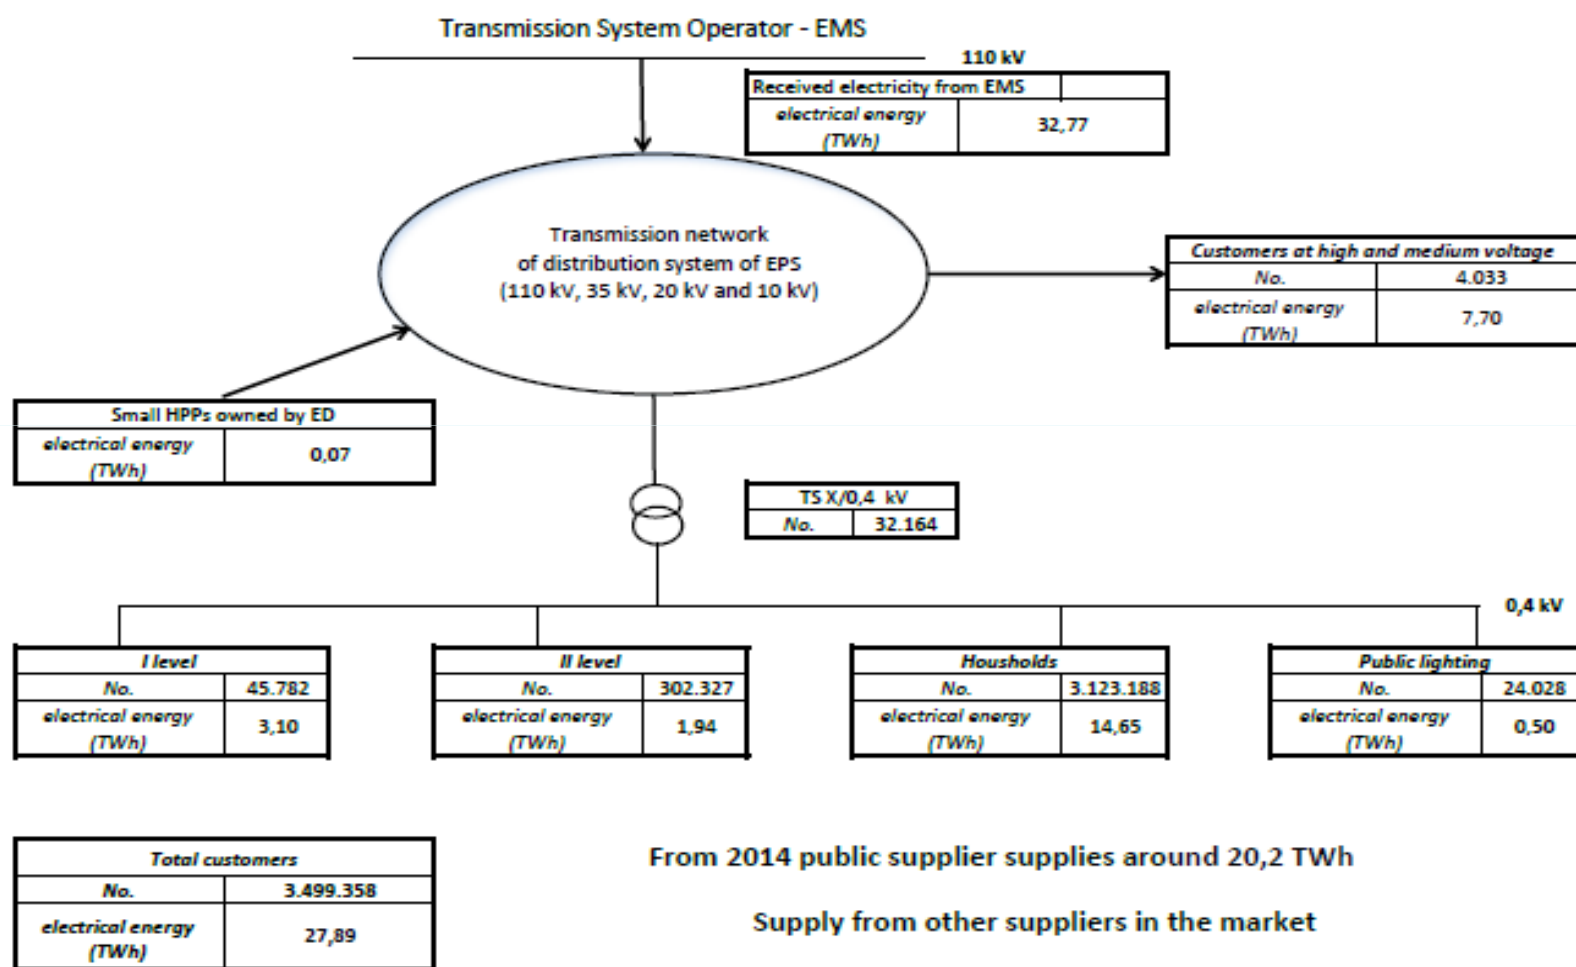 Transmission System Operator - EMS
110 kV
Received electricity from EMS
electrical energy
(TWh)
32,77
Transmission network
of distribution system of EPS
(110 kV, 35 kV, 20 kV and 10 kV)
Customers at high and medium voltage
No.
4.033
electrical energy
(TWh)
7,70
Small HPPs owned by ED
electrical energy
(TWh)
0,07
TS X/0,4 kV
No.
32.164
0,4 kV
I level
No.
45.782
electrical energy
(TWh)
3,10
II level
No.
302.327
electrical energy
(TWh)
1,94
Housholds
No.
3.123.188
electrical energy
(TWh)
14,65
Public lighting
No.
24.028
electrical energy
(TWh)
0,50
Total customers
No.
3.499.358
electrical energy
(TWh)
27,89
From 2014 public supplier supplies around 20,2 TWh
Supply from other suppliers in the market